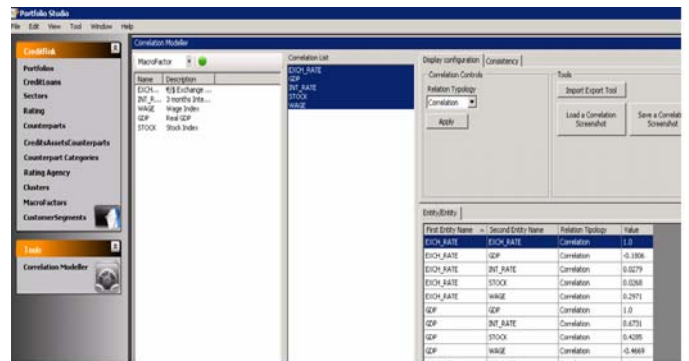 Portfolio Studio
File Edit View Tool Window Help
CreditRisk
Portfolios
CreditLoans
Sectors
Rating
Counterparts
CreditsAssetsCounterparts
Counterpart Categories
Rating Agency
Clusters
MacroFactors
CustomerSegments
Tools
Correlation Modeller
Correlation Modeller
MacroFactor
Name Description
EXCH... €/$ Exchange ...
INT_R... 3 months Inte...
WAGE Wage Index
GDP Real GDP
STOCK Stock Index
Correlation List
EXCH_RATE
GDP
INT_RATE
STOCK
WAGE
Display configuration Consistency
Correlation Controls
Relation Typology
Correlation
Apply
Tools
Import Export Tool
Load a Correlation
Screenshot
Save a Correlat
Screenshot
Entity/Entity
First Entity Name Second Entity Name Relation Tipology Value
EXCH_RATE EXCH_RATE Correlation 1.0
EXCH_RATE GDP Correlation -0.1806
EXCH_RATE INT_RATE Correlation 0.0279
EXCH_RATE STOCK Correlation 0.0268
EXCH_RATE WAGE Correlation 0.2971
GDP GDP Correlation 1.0
GDP INT_RATE Correlation 0.6731
GDP STOCK Correlation 0.4285
GDP WAGE Correlation -0.4669